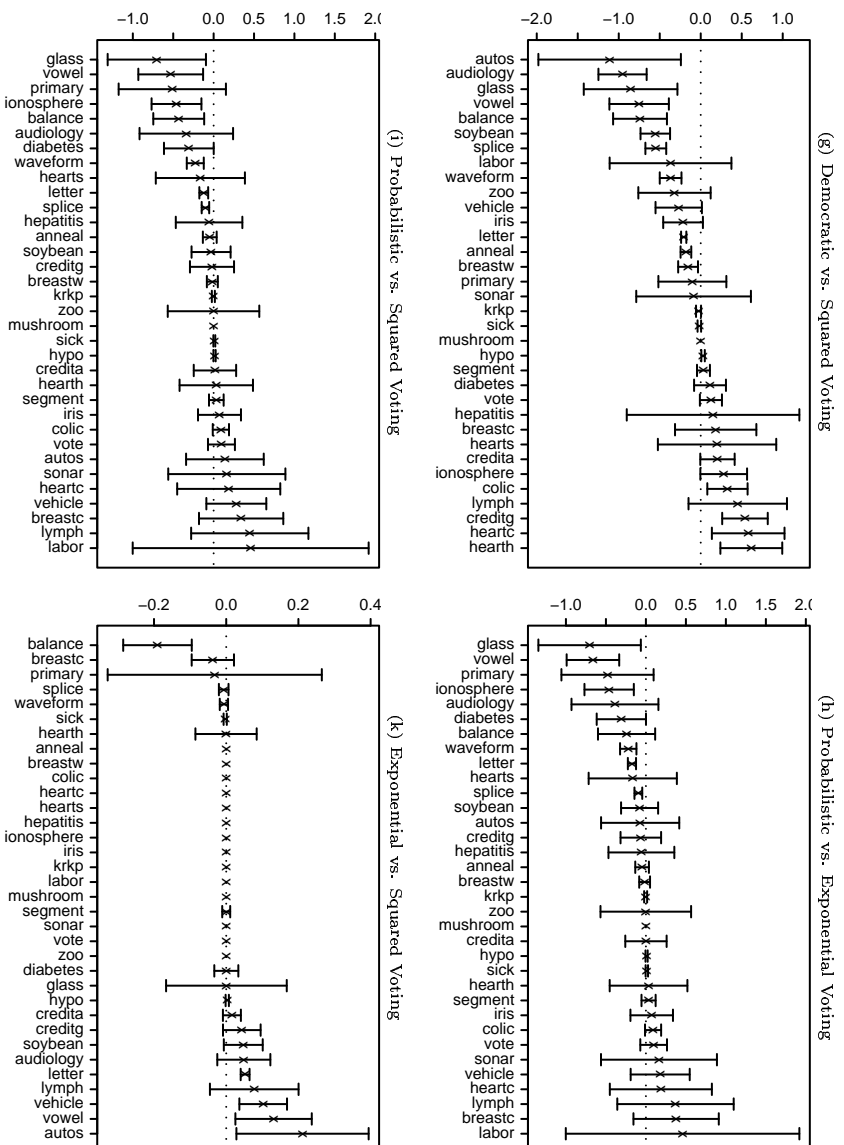 −1.0 0.0 0.5 1.0 1.5 2.0
glass
vowel
primary
ionosphere
balance
audiology
diabetes
waveform
hearts
letter
splice
hepatitis
anneal
soybean
creditg
breastw
krkp
zoo
mushroom
sick
hypo
credita
hearth
segment
iris
colic
vote
autos
sonar
heartc
vehicle
breastc
lymph
labor
(i) Probabilistic vs. Squared Voting
−2.0 −1.0 0.0 0.5 1.0
autos
audiology
glass
vowel
balance
soybean
splice
labor
waveform
zoo
vehicle
iris
letter
anneal
breastw
primary
sonar
krkp
sick
mushroom
hypo
segment
diabetes
vote
hepatitis
breastc
hearts
credita
ionosphere
colic
lymph
creditg
heartc
hearth
(g) Democratic vs. Squared Voting
−0.2 0.0 0.2 0.4
balance
breastc
primary
splice
waveform
sick
hearth
anneal
breastw
colic
heartc
hearts
hepatitis
ionosphere
iris
krkp
labor
mushroom
segment
sonar
vote
zoo
diabetes
glass
hypo
credita
creditg
soybean
audiology
letter
lymph
vehicle
vowel
autos
(k) Exponential vs. Squared Voting
−1.0 0.0 0.5 1.0 1.5 2.0
glass
vowel
primary
ionosphere
audiology
diabetes
balance
waveform
letter
hearts
splice
soybean
autos
creditg
hepatitis
anneal
breastw
krkp
zoo
mushroom
credita
hypo
sick
hearth
segment
iris
colic
vote
sonar
vehicle
heartc
lymph
breastc
labor
(h) Probabilistic vs. Exponential Voting